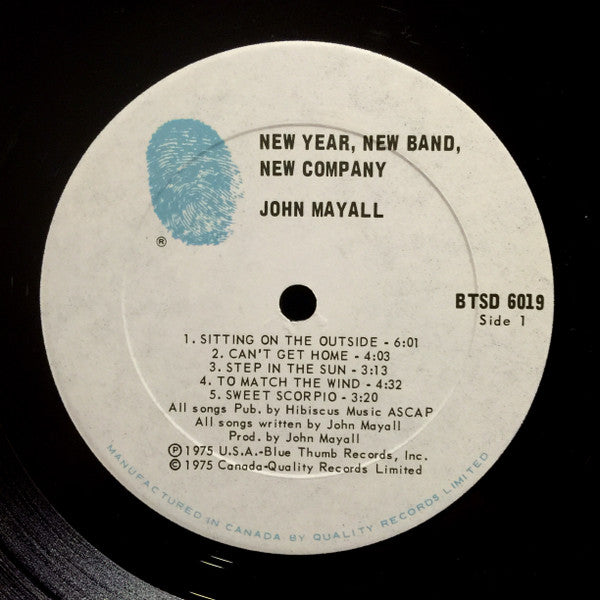 NEW YEAR, NEW BAND,
NEW COMPANY
JOHN MAYALL
®
BTSD 6019
Side 1
1. SITTING ON THE OUTSIDE - 6:01
2. CAN'T GET HOME - 4:03
3. STEP IN THE SUN - 3:13
4. TO MATCH THE WIND - 4:32
5. SWEET SCORPIO - 3:20
All songs Pub. by Hibiscus Music ASCAP
All songs written by John Mayall
Prod. by John Mayall
℗ 1975 U.S.A.-Blue Thumb Records, Inc.
© 1975 Canada-Quality Records Limited
MANUFACTURED IN CANADA BY QUALITY RECORDS LIMITED